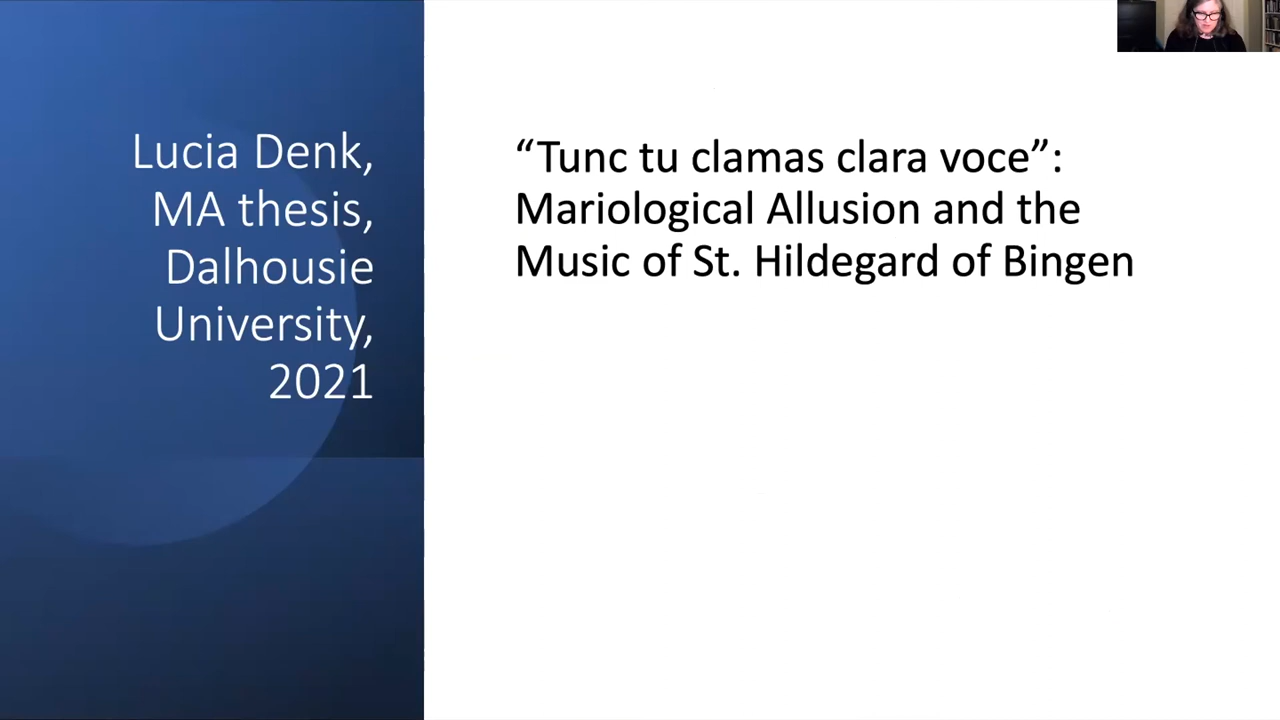 Lucia Denk,
MA thesis,
Dalhousie
University,
2021
“Tunc tu clamas clara voce”:
Mariological Allusion and the
Music of St. Hildegard of Bingen